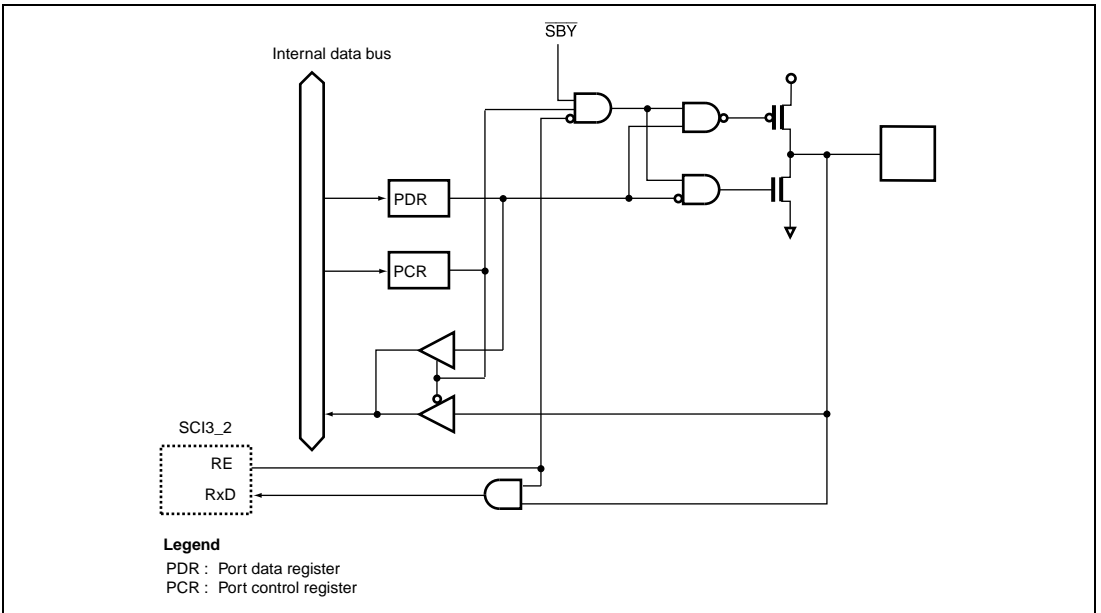 SBY
Internal data bus
PDR
PCR
SCI3_2
RE
RxD
Legend
PDR : Port data register
PCR : Port control register